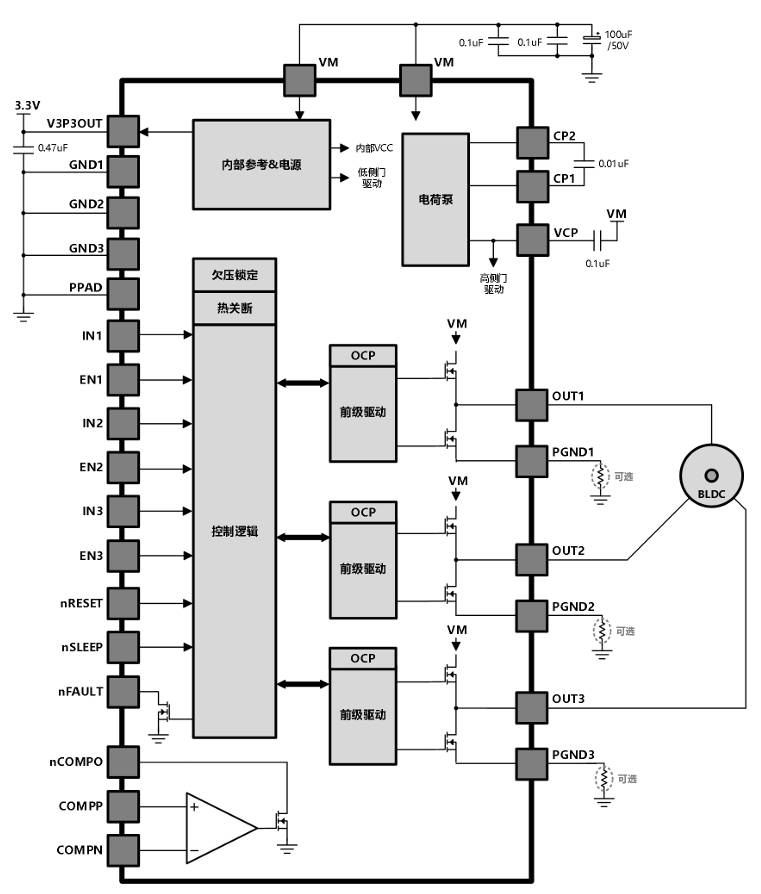 VM
VM
0.1uF
0.1uF
100uF
/50V
3.3V
V3P3OUT
0.47uF
GND1
GND2
GND3
PPAD
IN1
EN1
IN2
EN2
IN3
EN3
nRESET
nSLEEP
nFAULT
nCOMPO
COMPP
COMPN
内部参考&电源
内部VCC
低侧门
驱动
电荷泵
CP2
0.01uF
CP1
VCP
VM
0.1uF
高侧门
驱动
欠压锁定
热关断
控制逻辑
OCP
前级驱动
VM
OUT1
PGND1
可选
BLDC
OCP
前级驱动
VM
OUT2
PGND2
可选
OCP
前级驱动
VM
OUT3
PGND3
可选
+
−